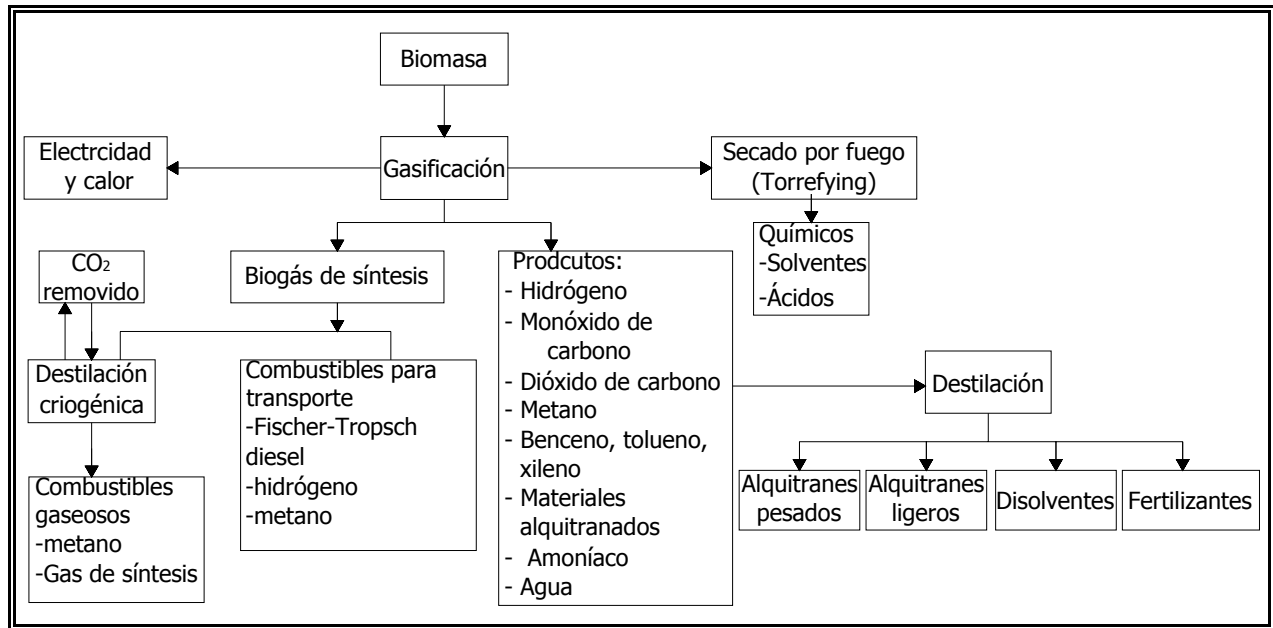 Biomasa
Electrcidad
y calor
Gasificación
Secado por fuego
(Torrefying)
Químicos
-Solventes
-Ácidos
CO2
removido
Biogás de síntesis
Prodcutos:
- Hidrógeno
- Monóxido de
carbono
- Dióxido de carbono
- Metano
- Benceno, tolueno,
xileno
- Materiales
alquitranados
- Amoníaco
- Agua
Destilación
criogénica
Combustibles para
transporte
-Fischer-Tropsch
diesel
-hidrógeno
-metano
Destilación
Combustibles
gaseosos
-metano
-Gas de síntesis
Alquitranes
pesados
Alquitranes
ligeros
Disolventes
Fertilizantes